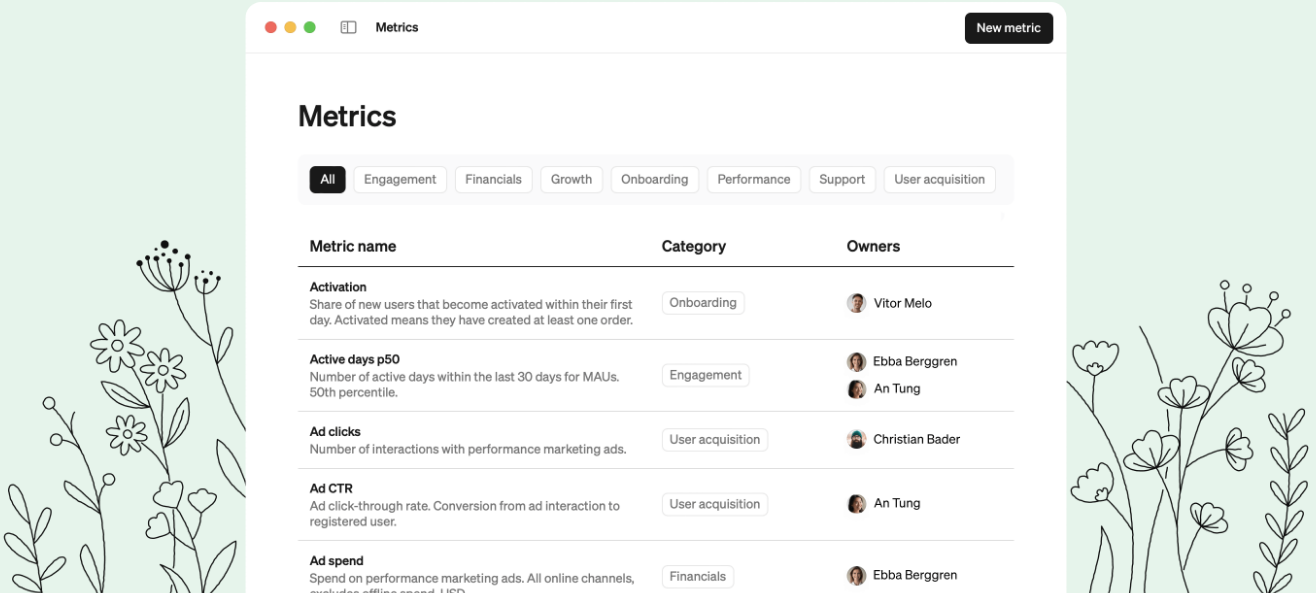 Metrics
New metric
Metrics
All
Engagement
Financials
Growth
Onboarding
Performance
Support
User acquisition
Metric name
Category
Owners
Activation
Share of new users that become activated within their first
day. Activated means they have created at least one order.
Onboarding
Vitor Melo
Active days p50
Number of active days within the last 30 days for MAUs.
50th percentile.
Engagement
Ebba Berggren
An Tung
Ad clicks
Number of interactions with performance marketing ads.
User acquisition
Christian Bader
Ad CTR
Ad click-through rate. Conversion from ad interaction to
registered user.
User acquisition
An Tung
Ad spend
Spend on performance marketing ads. All online channels,
excludes offline spend. USD.
Financials
Ebba Berggren